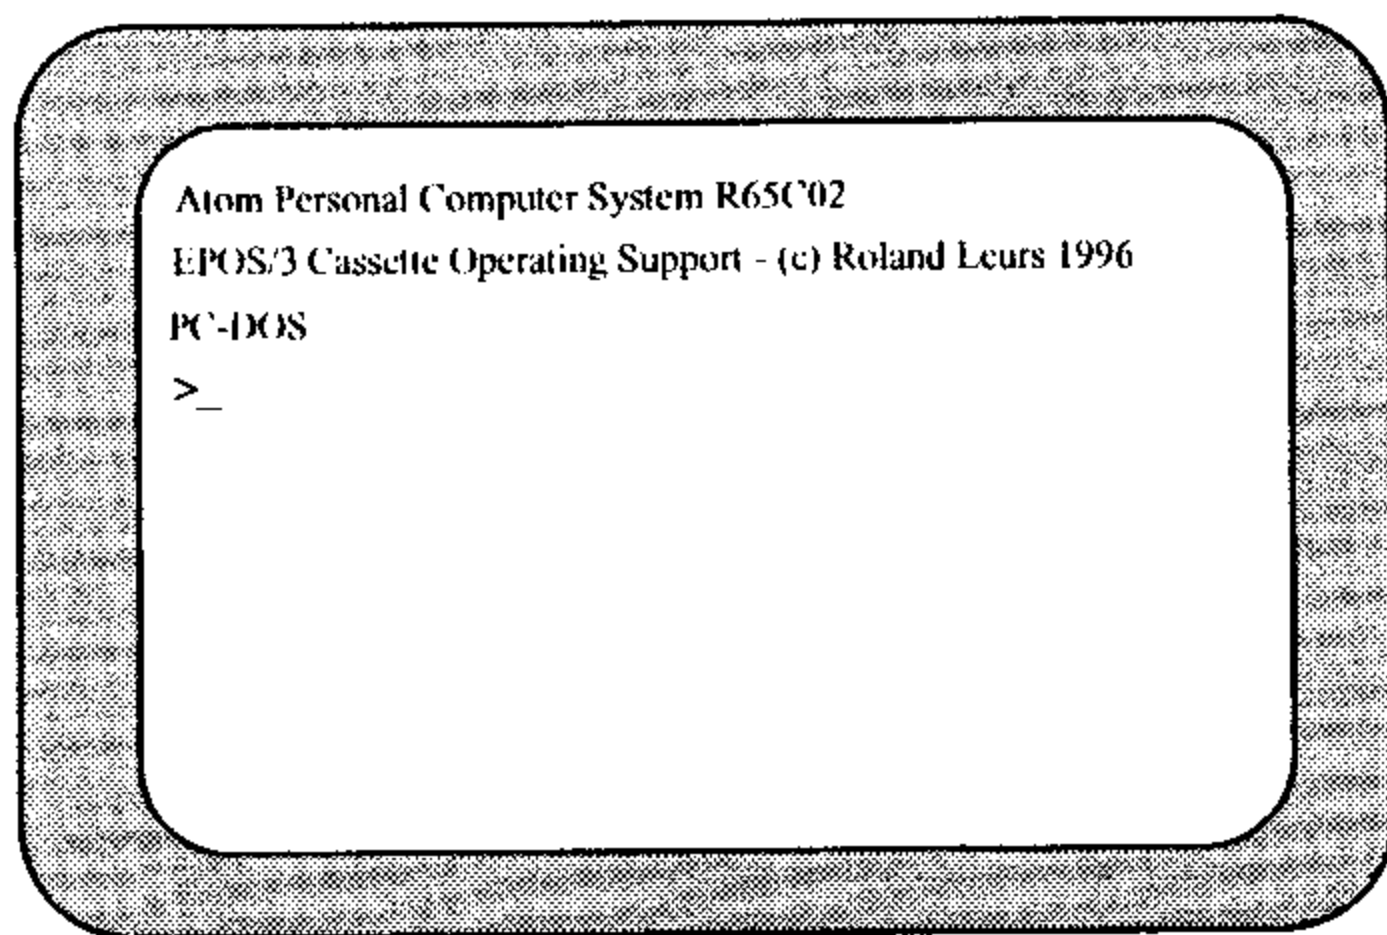 Atom Personal Computer System R65C02
EPOS/3 Cassette Operating Support - (c) Roland Leurs 1996
PC-DOS
>_